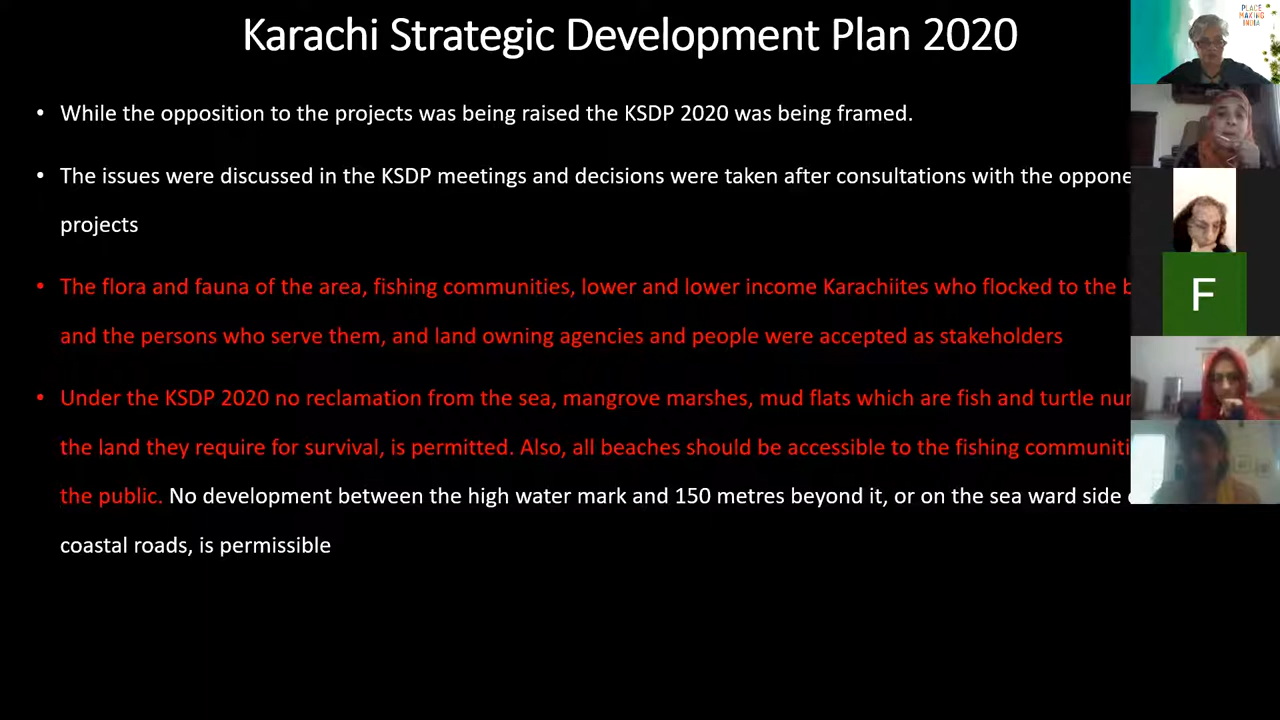 Karachi Strategic Development Plan 2020
PLACE
MAKING
INDIA
• While the opposition to the projects was being raised the KSDP 2020 was being framed.
• The issues were discussed in the KSDP meetings and decisions were taken after consultations with the
projects
• The flora and fauna of the area, fishing communities, lower and lower income Karachiites who flocked to the
and the persons who serve them, and land owning agencies and people were accepted as stakeholders
F
• Under the KSDP 2020 no reclamation from the sea, mangrove marshes, mud flats which are fish and turtle
the land they require for survival, is permitted. Also, all beaches should be accessible to the fishing
the public. No development between the high water mark and 150 metres beyond it, or on the sea ward side
coastal roads, is permissible